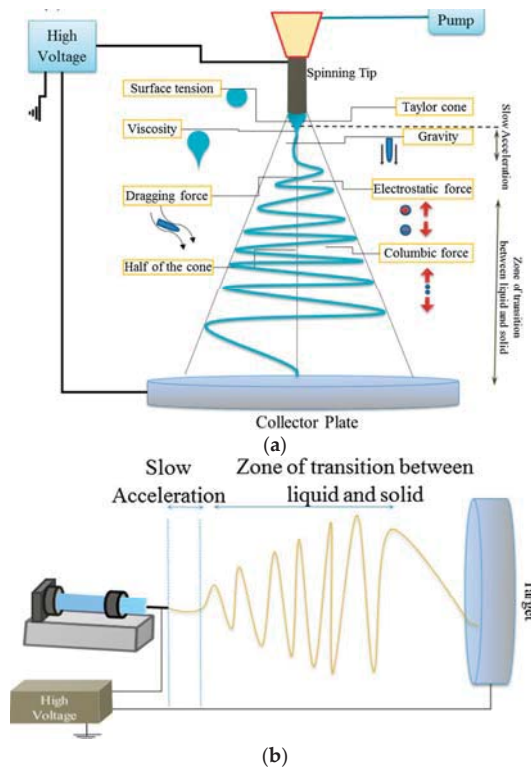 High
Voltage
Pump
Spinning Tip
Surface tension
Taylor cone
Viscosity
Gravity
Slow Acceleration
Dragging force
Electrostatic force
Half of the cone
Columbic force
Zone of transition
between liquid and solid
Collector Plate
(a)
Slow
Acceleration
Zone of transition between
liquid and solid
Target
High
Voltage
(b)